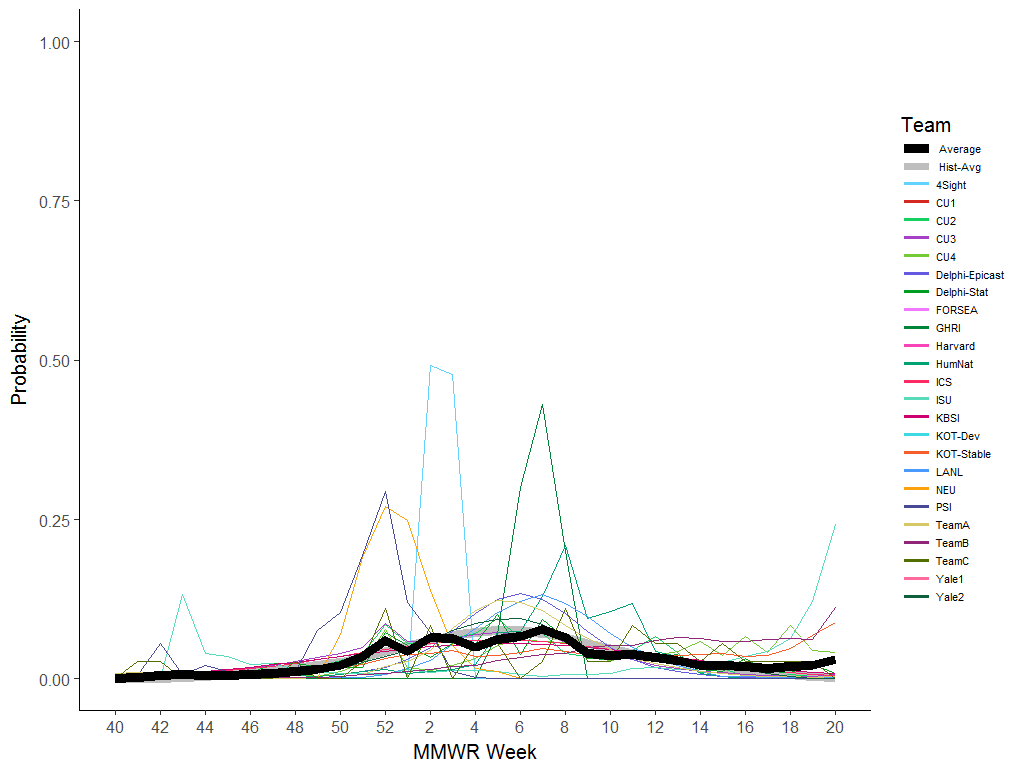 1.00
0.75
0.50
0.25
0.00
Probability
40 42 44 46 48 50 52 2 4 6 8 10 12 14 16 18 20
MMWR Week
Team
Average
Hist-Avg
4Sight
CU1
CU2
CU3
CU4
Delphi-Epicast
Delphi-Stat
FORSEA
GHRI
Harvard
HumNat
ICS
ISU
KBSI
KOT-Dev
KOT-Stable
LANL
NEU
PSI
TeamA
TeamB
TeamC
Yale1
Yale2